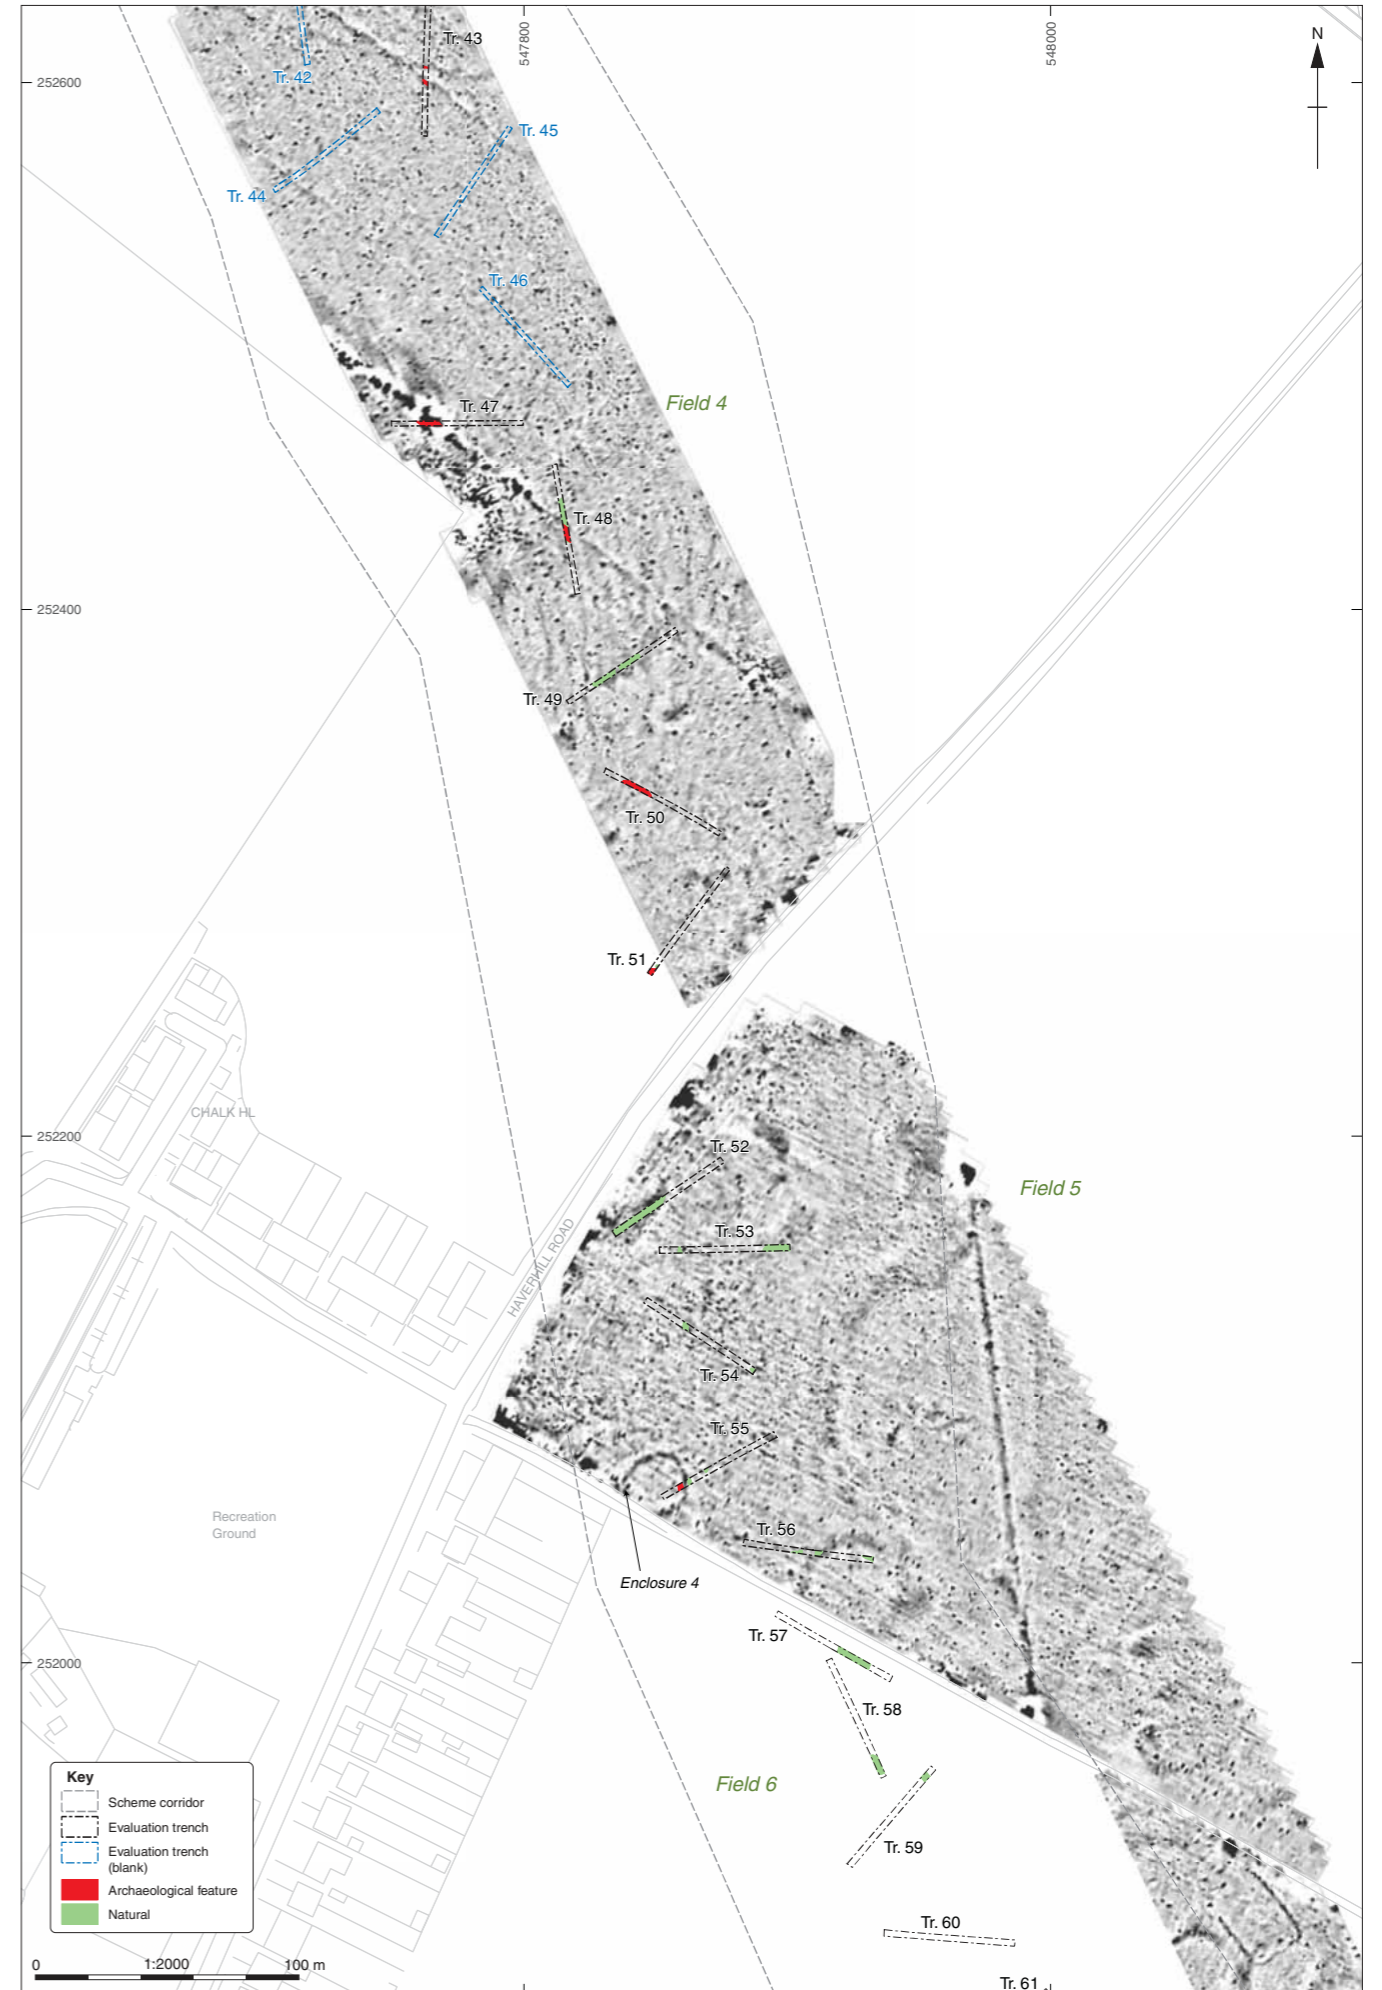 547800
548000
N
Tr. 43
Tr. 42
252600
Tr. 45
Tr. 44
Tr. 46
Field 4
Tr. 47
Tr. 48
252400
Tr. 49
Tr. 50
Tr. 51
CHALK HL
252200
Tr. 52
Field 5
Tr. 53
HAVERHILL ROAD
Tr. 54
Tr. 55
Recreation
Ground
Tr. 56
Enclosure 4
Tr. 57
252000
Tr. 58
Field 6
Tr. 59
Tr. 60
Tr. 61
Key
Scheme corridor
Evaluation trench
Evaluation trench
(blank)
Archaeological feature
Natural
0
1:2000
100 m